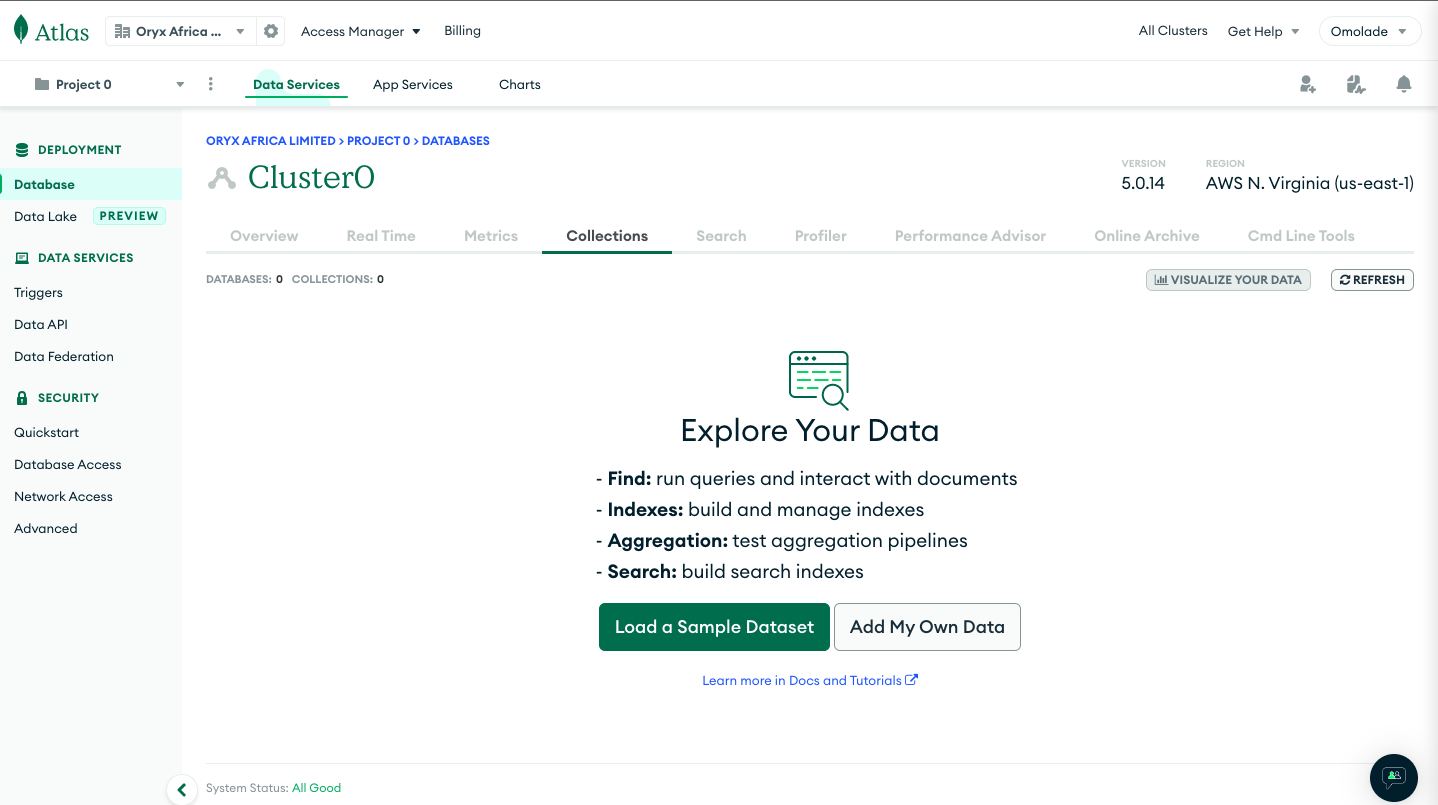 Atlas
Oryx Africa ...
Access Manager
Billing
All Clusters
Get Help
Omolade
Project 0
Data Services
App Services
Charts
DEPLOYMENT
Database
Data Lake PREVIEW
DATA SERVICES
Triggers
Data API
Data Federation
SECURITY
Quickstart
Database Access
Network Access
Advanced
ORYX AFRICA LIMITED > PROJECT 0 > DATABASES
Cluster0
VERSION
5.0.14
REGION
AWS N. Virginia (us-east-1)
Overview
Real Time
Metrics
Collections
Search
Profiler
Performance Advisor
Online Archive
Cmd Line Tools
DATABASES: 0 COLLECTIONS: 0
VISUALIZE YOUR DATA
REFRESH
Explore Your Data
- Find: run queries and interact with documents
- Indexes: build and manage indexes
- Aggregation: test aggregation pipelines
- Search: build search indexes
Load a Sample Dataset
Add My Own Data
Learn more in Docs and Tutorials
System Status: All Good